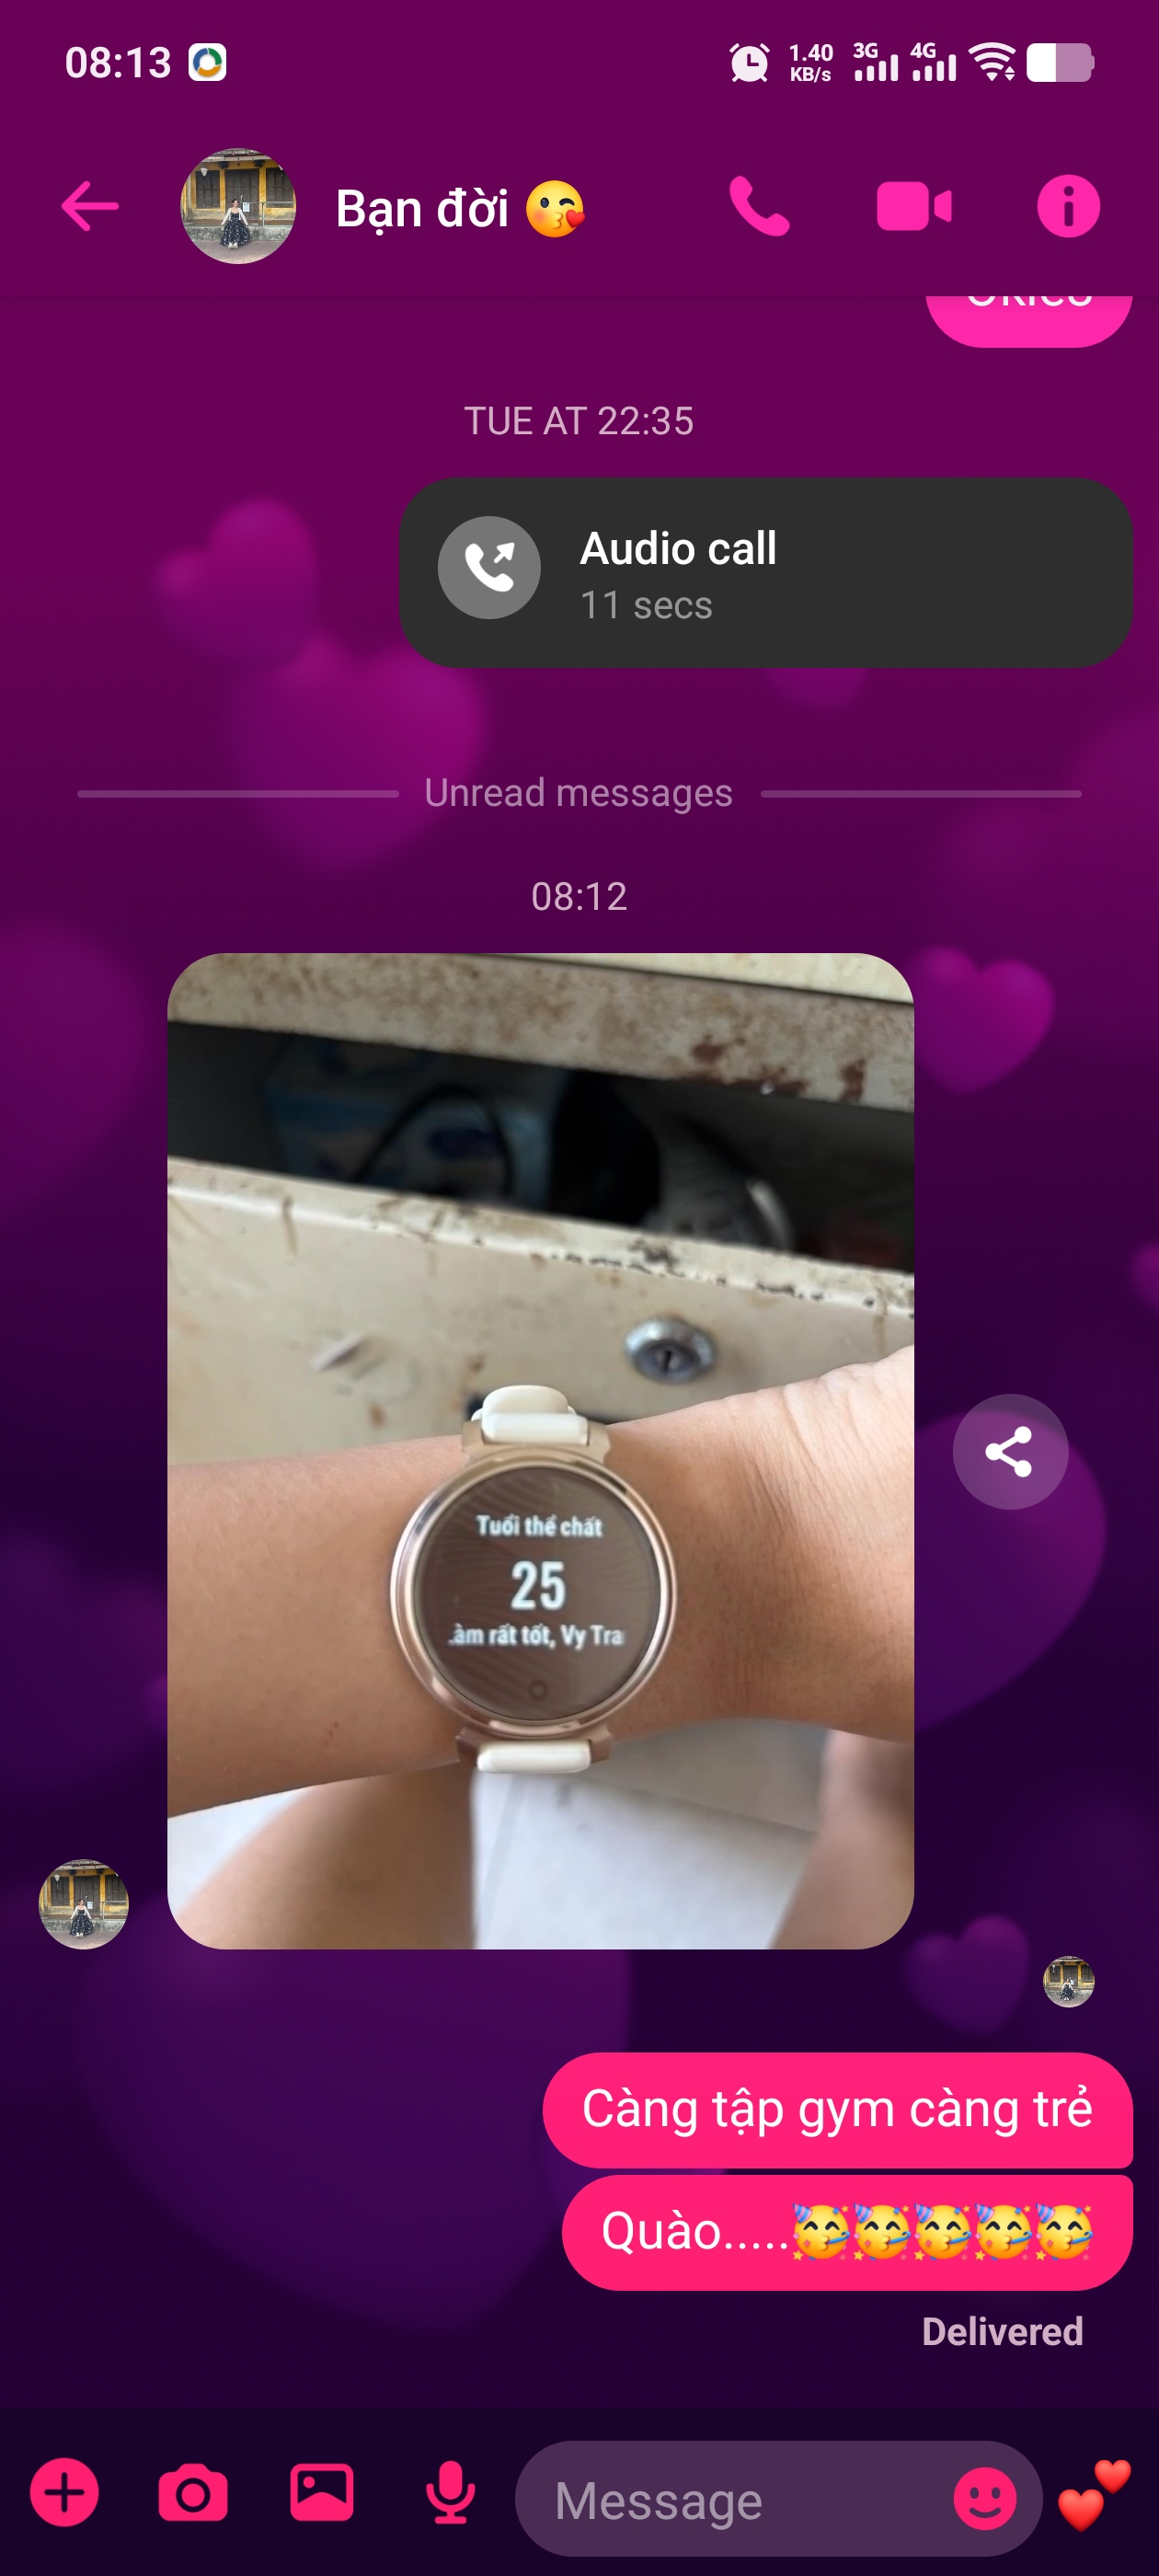 08:13
1.40
KB/s
3G
4G
Bạn đời 😘
TUE AT 22:35
Audio call
11 secs
Unread messages
08:12
Tuổi thể chất
25
àm rất tốt, Vy Tra
Càng tập gym càng trẻ
Quào.....🥳🥳🥳🥳🥳
Delivered
Message